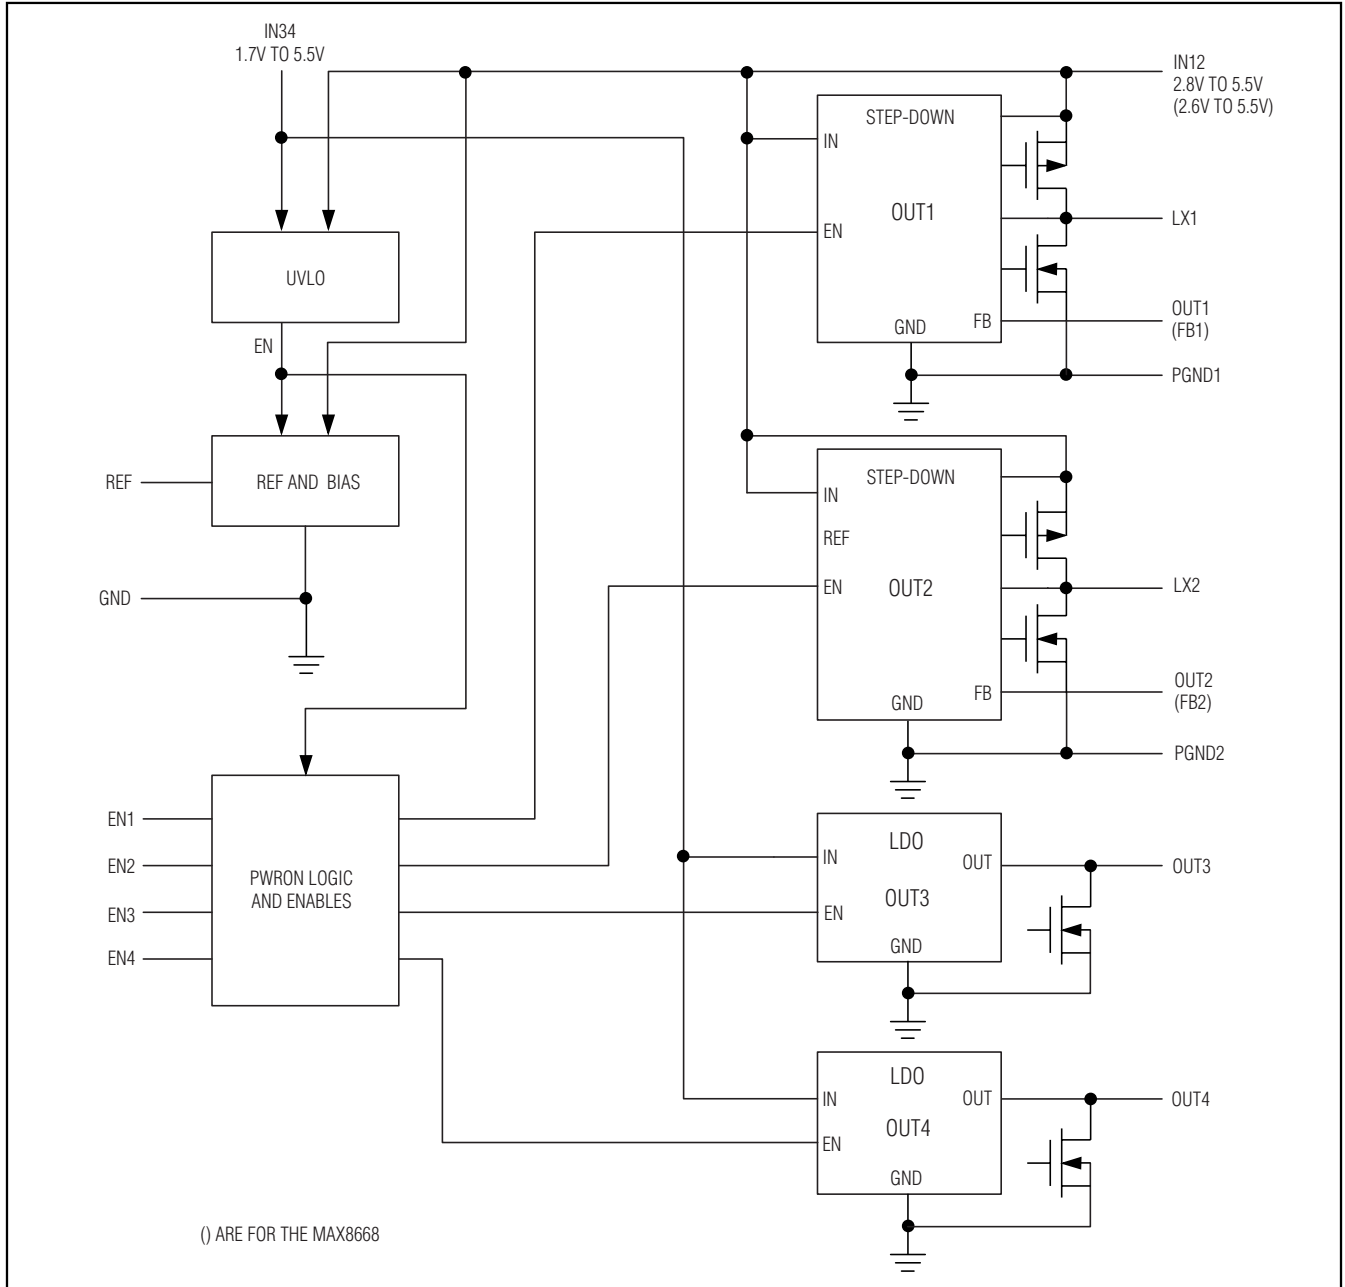 IN34
1.7V TO 5.5V
IN12
2.8V TO 5.5V
(2.6V TO 5.5V)
STEP-DOWN
IN
OUT1
EN
FB
GND
LX1
OUT1
(FB1)
PGND1
UVLO
EN
REF
REF AND BIAS
GND
STEP-DOWN
IN
REF
EN
OUT2
FB
GND
LX2
OUT2
(FB2)
PGND2
EN1
EN2
EN3
EN4
PWRON LOGIC
AND ENABLES
LDO
IN
OUT
OUT3
EN
GND
OUT3
LDO
IN
OUT
OUT4
EN
GND
OUT4
() ARE FOR THE MAX8668